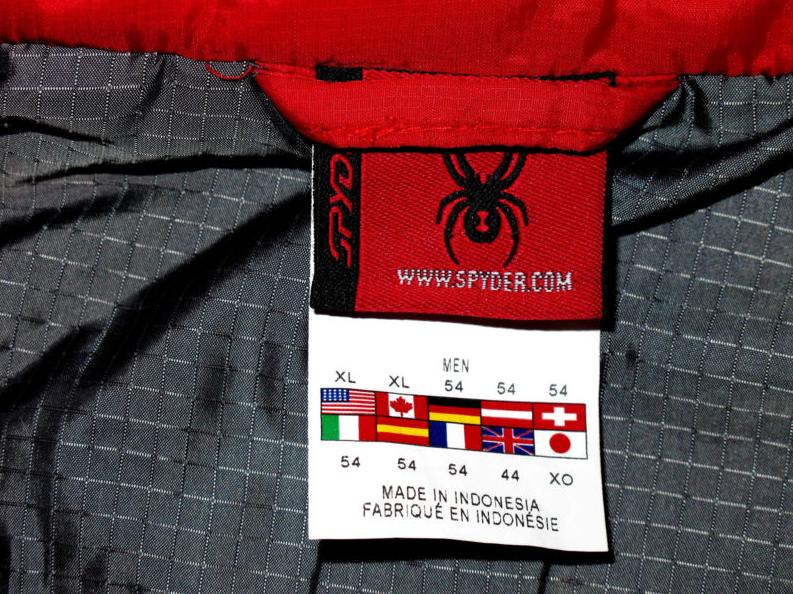 SPYD
WWW.SPYDER.COM
MEN
XL XL 54 54 54
54 54 54 44 XO
MADE IN INDONESIA
FABRIQUÉ EN INDONÉSIE